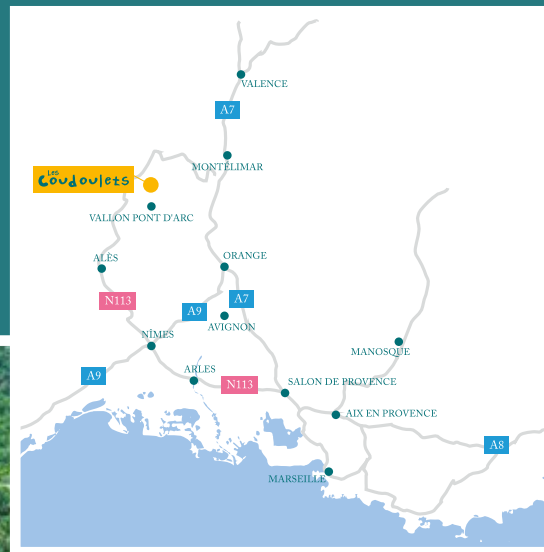 VALENCE
A7
MONTÉLIMAR
Les
Coudoulets
VALLON PONT D'ARC
ORANGE
ALÈS
A7
N113
A9
AVIGNON
NÎMES
MANOSQUE
ARLES
A9
N113
SALON DE PROVENCE
AIX EN PROVENCE
A8
MARSEILLE